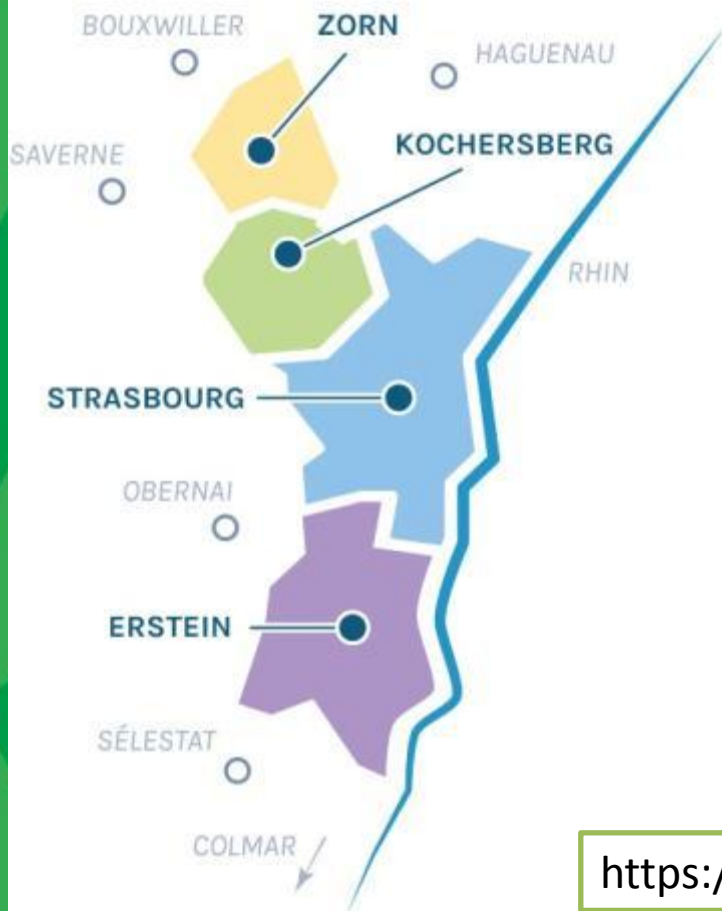 BOUXWILLER
ZORN
HAGUENAU
SAVERNE
KOCHERSBERG
RHIN
STRASBOURG
OBERNAI
ERSTEIN
SÉLESTAT
COLMAR
https:/